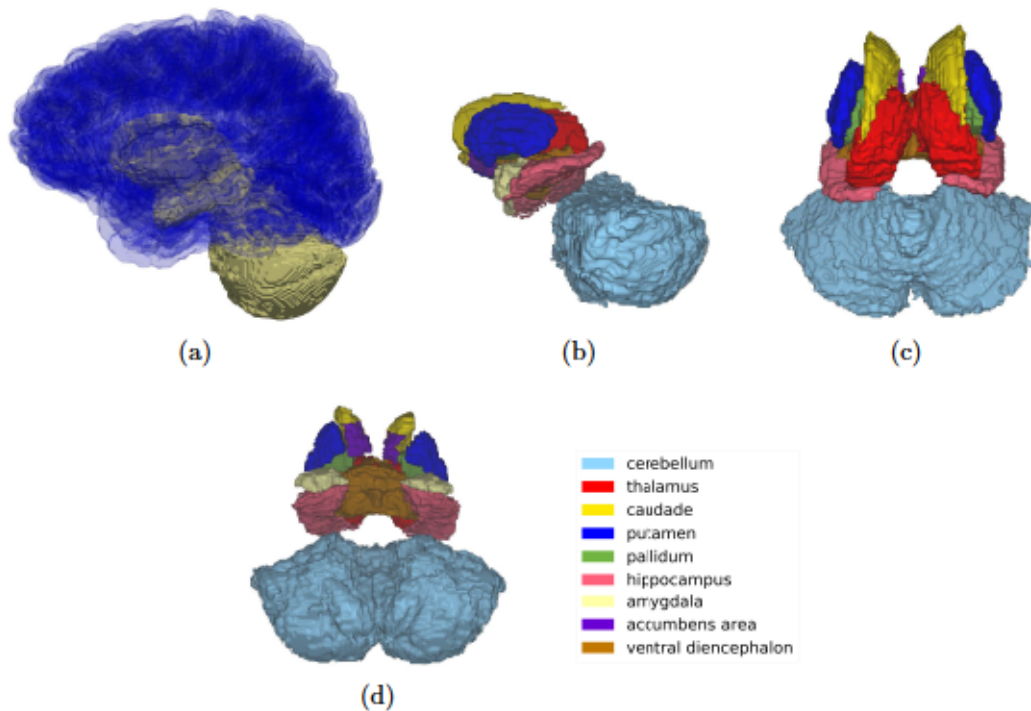 (a)
(b)
(c)
(d)
cerebellum
thalamus
caudade
putamen
pallidum
hippocampus
amygdala
accumbens area
ventral diencephalon